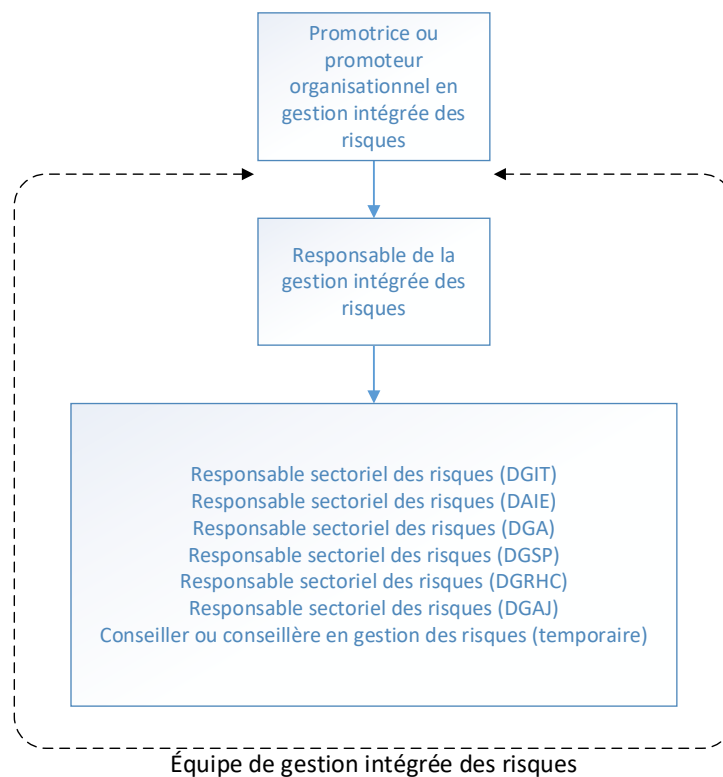 Promotrice ou
promoteur
organisationnel en
gestion intégrée des
risques
Responsable de la
gestion intégrée des
risques
Responsable sectoriel des risques (DGIT)
Responsable sectoriel des risques (DAIE)
Responsable sectoriel des risques (DGA)
Responsable sectoriel des risques (DGSP)
Responsable sectoriel des risques (DGRHC)
Responsable sectoriel des risques (DGAJ)
Conseiller ou conseillère en gestion des risques (temporaire)
Équipe de gestion intégrée des risques